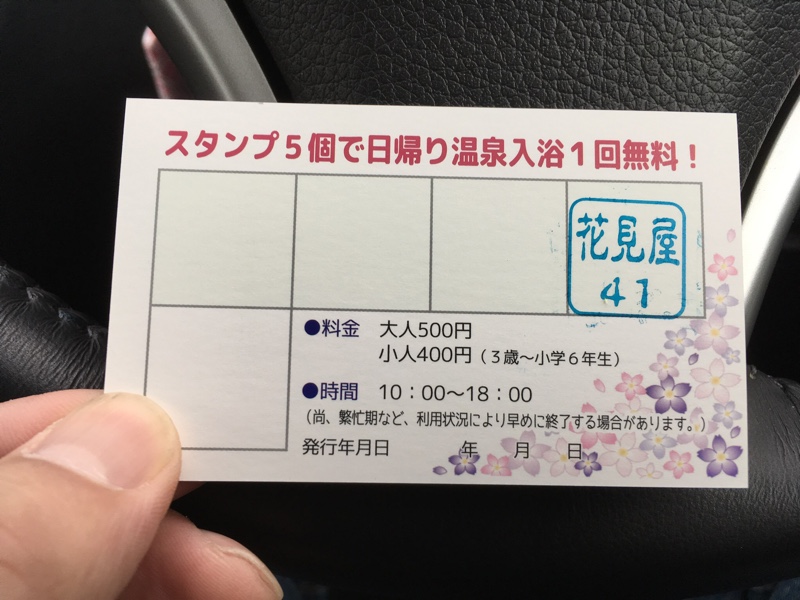 スタンプ5個で日帰り温泉入浴1回無料!
花見屋
41
●料金 大人500円
小人400円(3歳~小学6年生)
●時間 10:00~18:00
(尚、繁忙期など、利用状況により早めに終了する場合があります。)
発行年月日 年 月 日